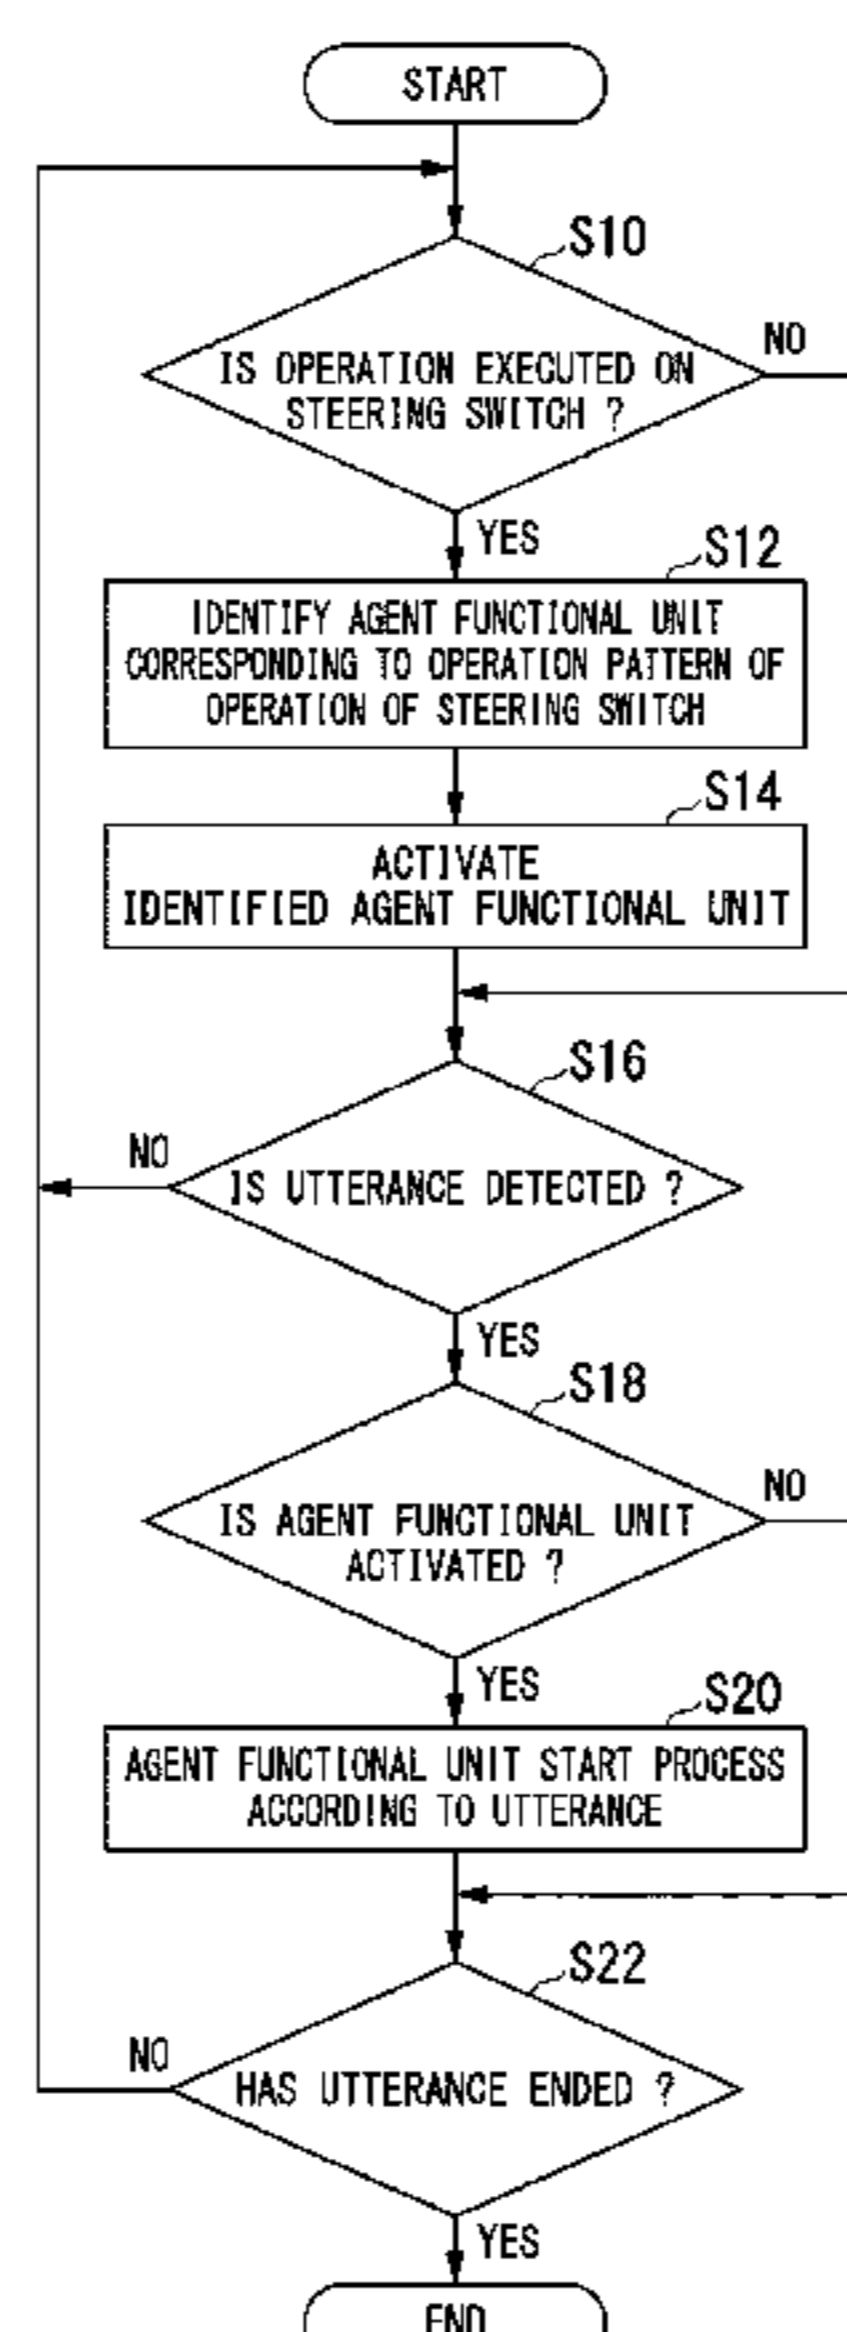 START
S10
IS OPERATION EXECUTED ON
STEERING SWITCH ?
NO
YES
S12
IDENTIFY AGENT FUNCTIONAL UNIT
CORRESPONDING TO OPERATION PATTERN OF
OPERATION OF STEERING SWITCH
S14
ACTIVATE
IDENTIFIED AGENT FUNCTIONAL UNIT
S16
NO
IS UTTERANCE DETECTED ?
YES
S18
IS AGENT FUNCTIONAL UNIT
ACTIVATED ?
NO
YES
S20
AGENT FUNCTIONAL UNIT START PROCESS
ACCORDING TO UTTERANCE
S22
NO
HAS UTTERANCE ENDED ?
YES
END